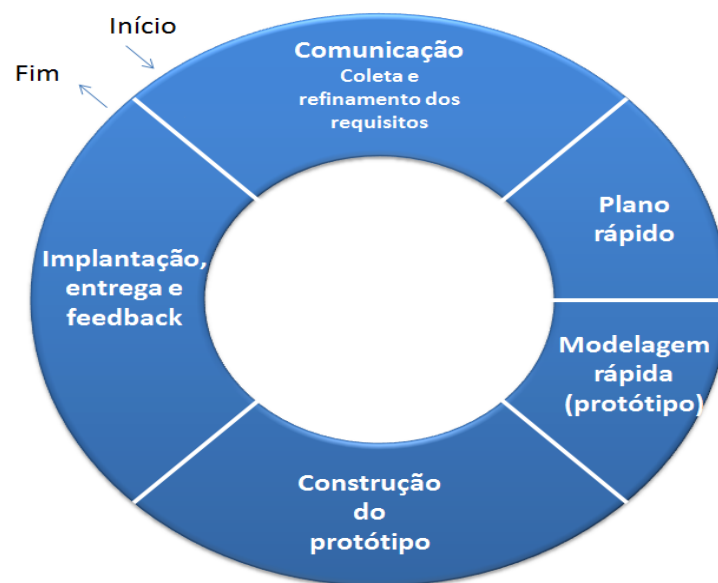 Início
Fim
Comunicação
Coleta e
refinamento dos
requisitos
Plano
rápido
Modelagem
rápida
(protótipo)
Construção
do
protótipo
Implantação,
entrega e
feedback